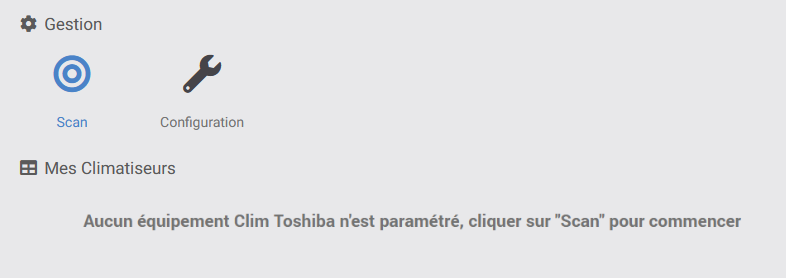 Gestion
Scan
Configuration
Mes Climatiseurs
Aucun équipement Clim Toshiba n'est paramétré, cliquer sur "Scan" pour commencer